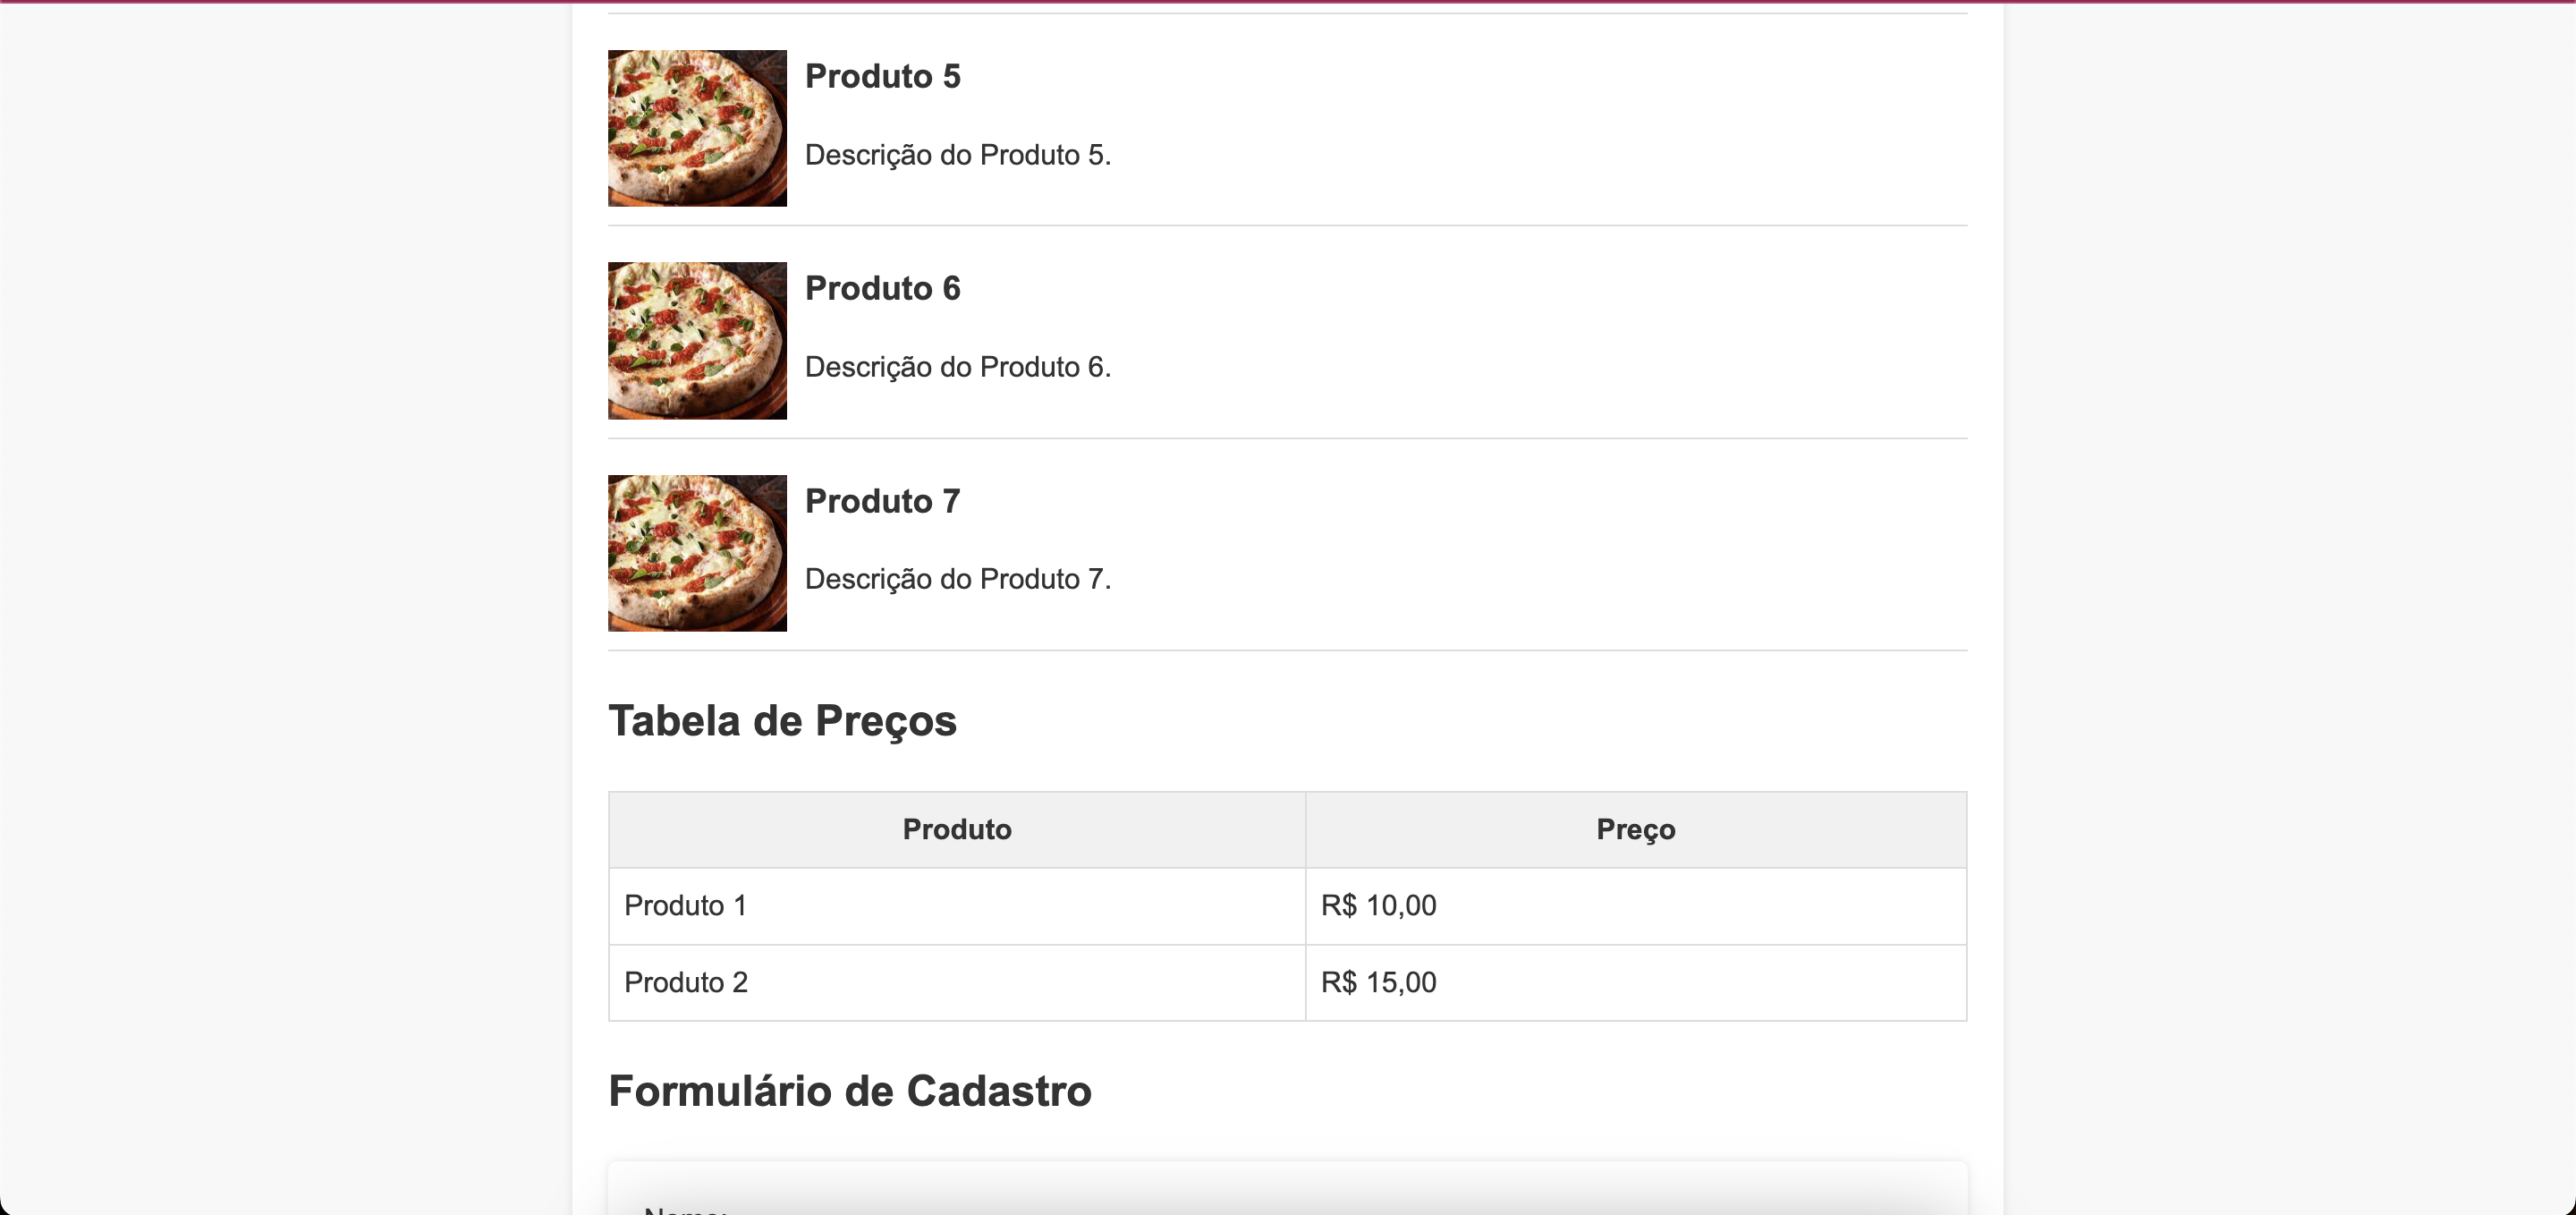 Produto 5
Descrição do Produto 5.
Produto 6
Descrição do Produto 6.
Produto 7
Descrição do Produto 7.
Tabela de Preços
Produto Preço
Produto 1 R$ 10,00
Produto 2 R$ 15,00
Formulário de Cadastro